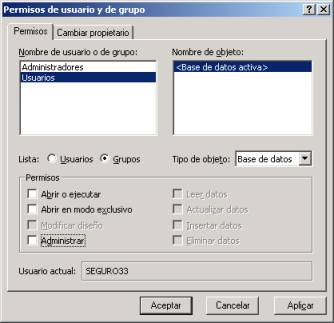 Permisos de usuario y de grupo
Permisos
Cambiar propietario
Nombre de usuario o de grupo:
Nombre de objeto:
Administradores
Usuarios
<Base de datos activa>
Lista:
Usuarios
Grupos
Tipo de objeto:
Base de datos
Permisos
Abrir o ejecutar
Leer datos
Abrir en modo exclusivo
Actualizar datos
Modificar diseño
Insertar datos
Administrar
Eliminar datos
Usuario actual:
SEGURO33
Aceptar
Cancelar
Aplicar